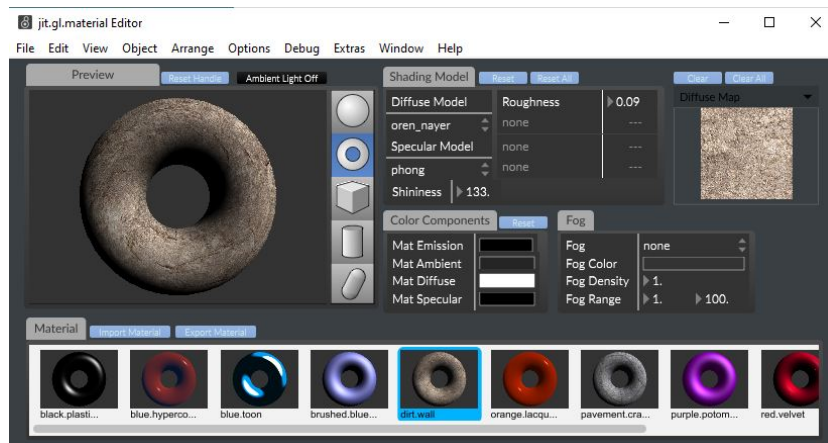 jit.gl.material Editor
File Edit View Object Arrange Options Debug Extras Window Help
Preview Reset Handle Ambient Light Off
Shading Model Reset Reset All
Clear Clear All
Diffuse Model Roughness 0.09
oren_nayer none ---
Specular Model none ---
phong none ---
Shininess 133.
Diffuse Map
Color Components Reset
Mat Emission
Mat Ambient
Mat Diffuse
Mat Specular
Fog
Fog none
Fog Color
Fog Density 1.
Fog Range 1. 100.
Material Import Material Export Material
black.plasti... blue.hyperco... blue.toon brushed.blue... dirt.wall orange.lacqu... pavement.cra... purple.potom... red.velvet